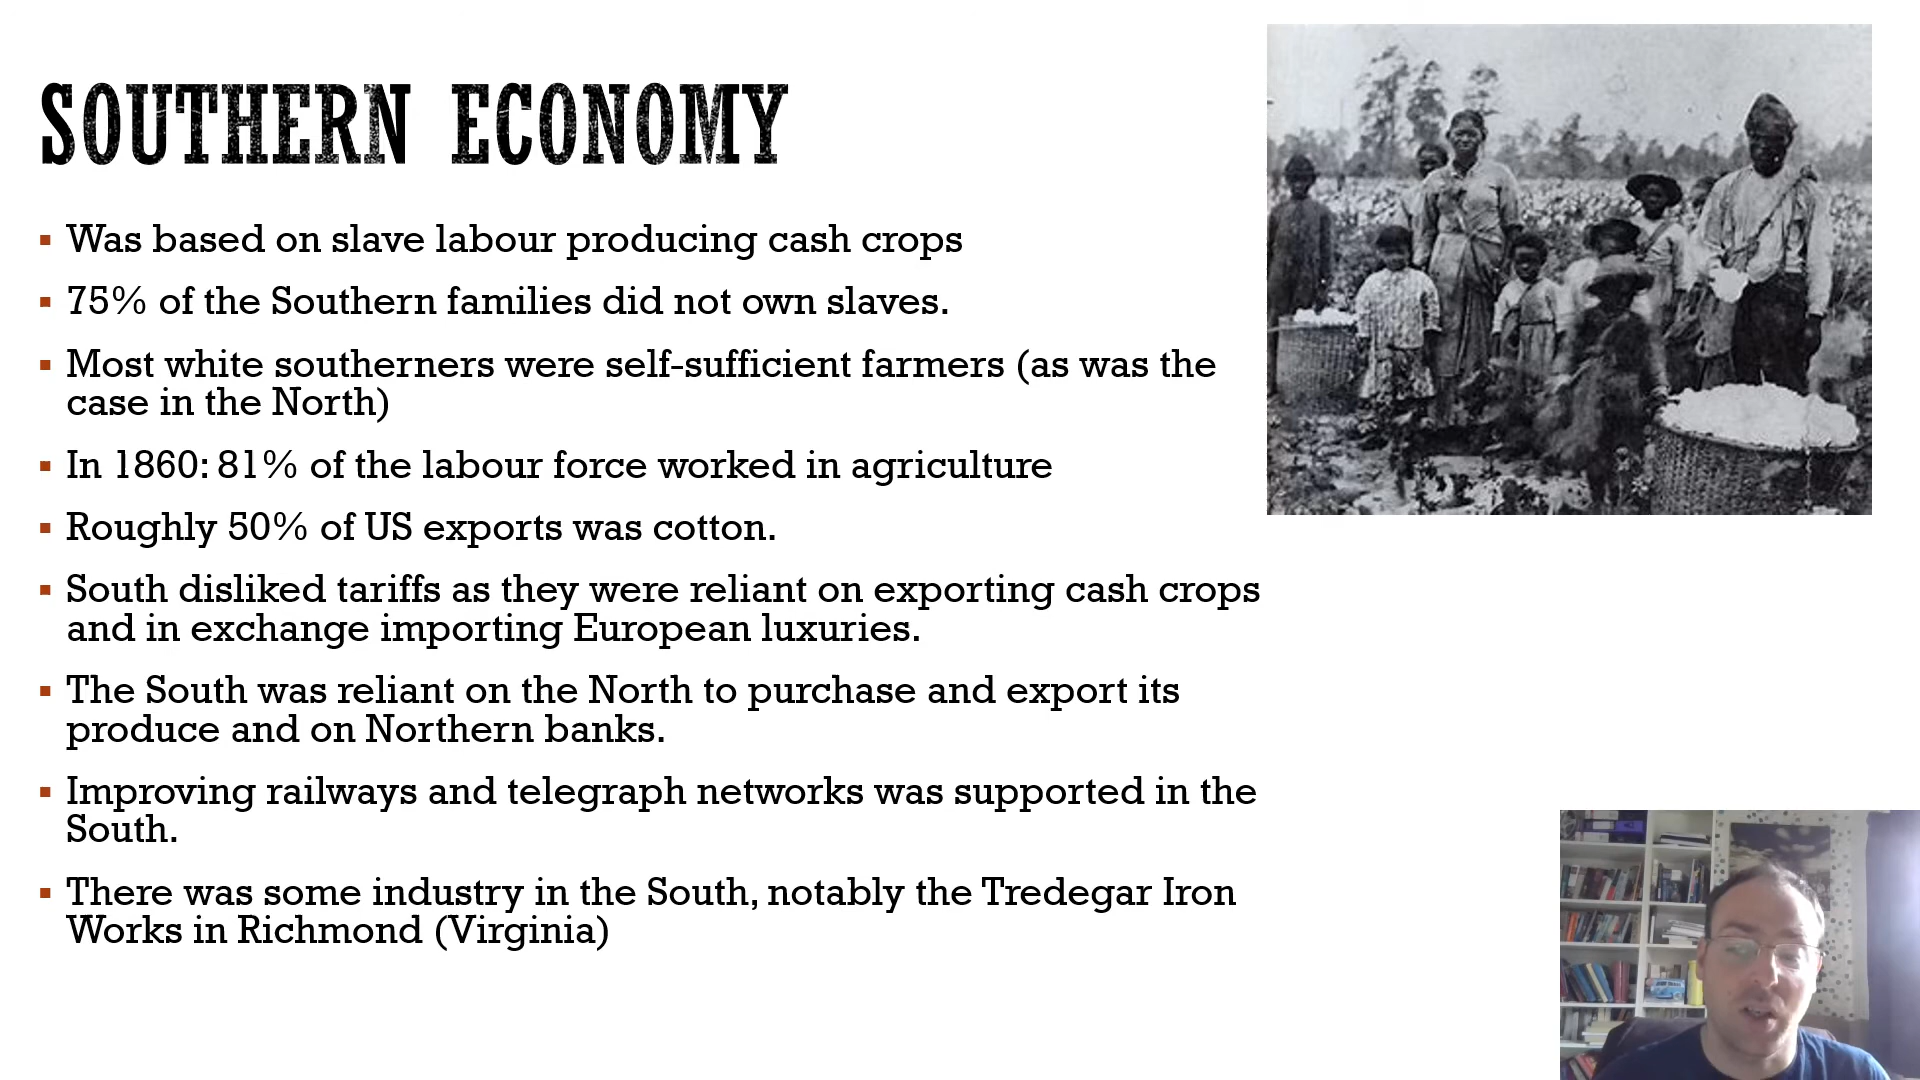 SOUTHERN ECONOMY
▪ Was based on slave labour producing cash crops
▪ 75% of the Southern families did not own slaves.
▪ Most white southerners were self-sufficient farmers (as was the
case in the North)
▪ In 1860: 81% of the labour force worked in agriculture
▪ Roughly 50% of US exports was cotton.
▪ South disliked tariffs as they were reliant on exporting cash crops
and in exchange importing European luxuries.
▪ The South was reliant on the North to purchase and export its
produce and on Northern banks.
▪ Improving railways and telegraph networks was supported in the
South.
▪ There was some industry in the South, notably the Tredegar Iron
Works in Richmond (Virginia)